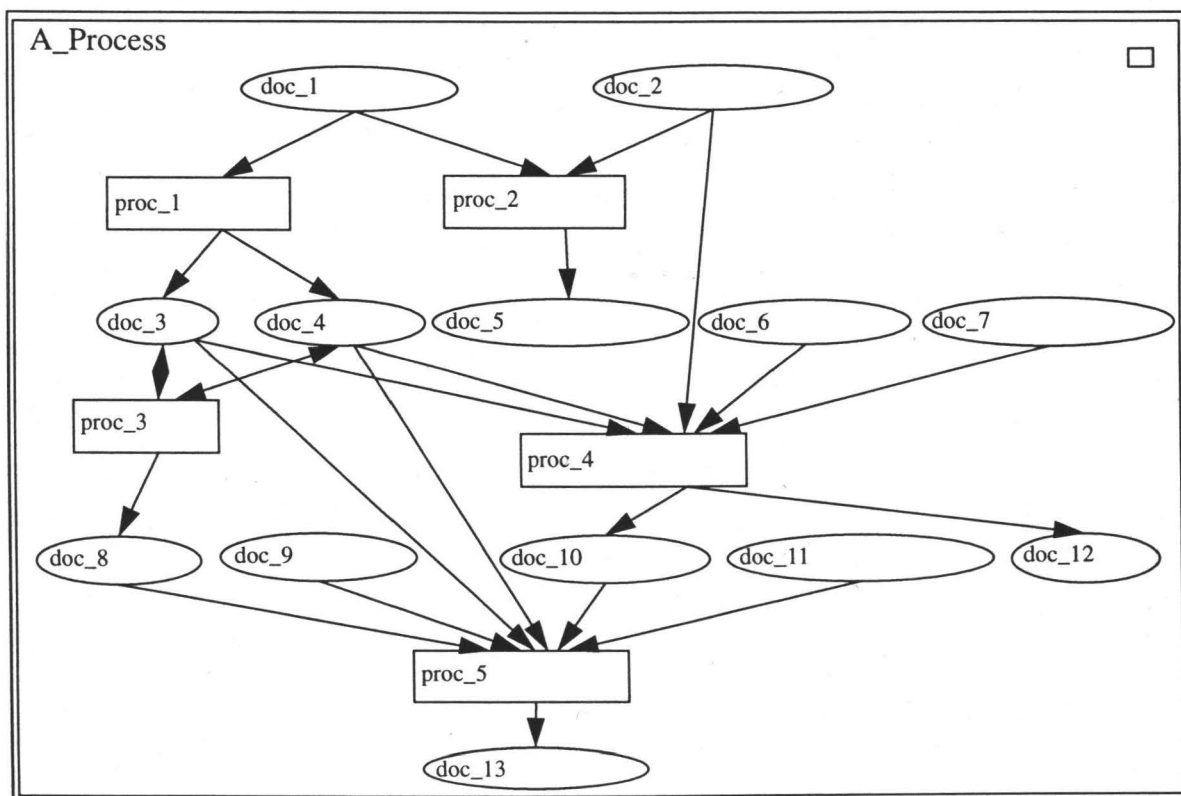 A_Process
doc_1
doc_2
proc_1
proc_2
doc_3
doc_4
doc_5
doc_6
doc_7
proc_3
proc_4
doc_8
doc_9
doc_10
doc_11
doc_12
proc_5
doc_13